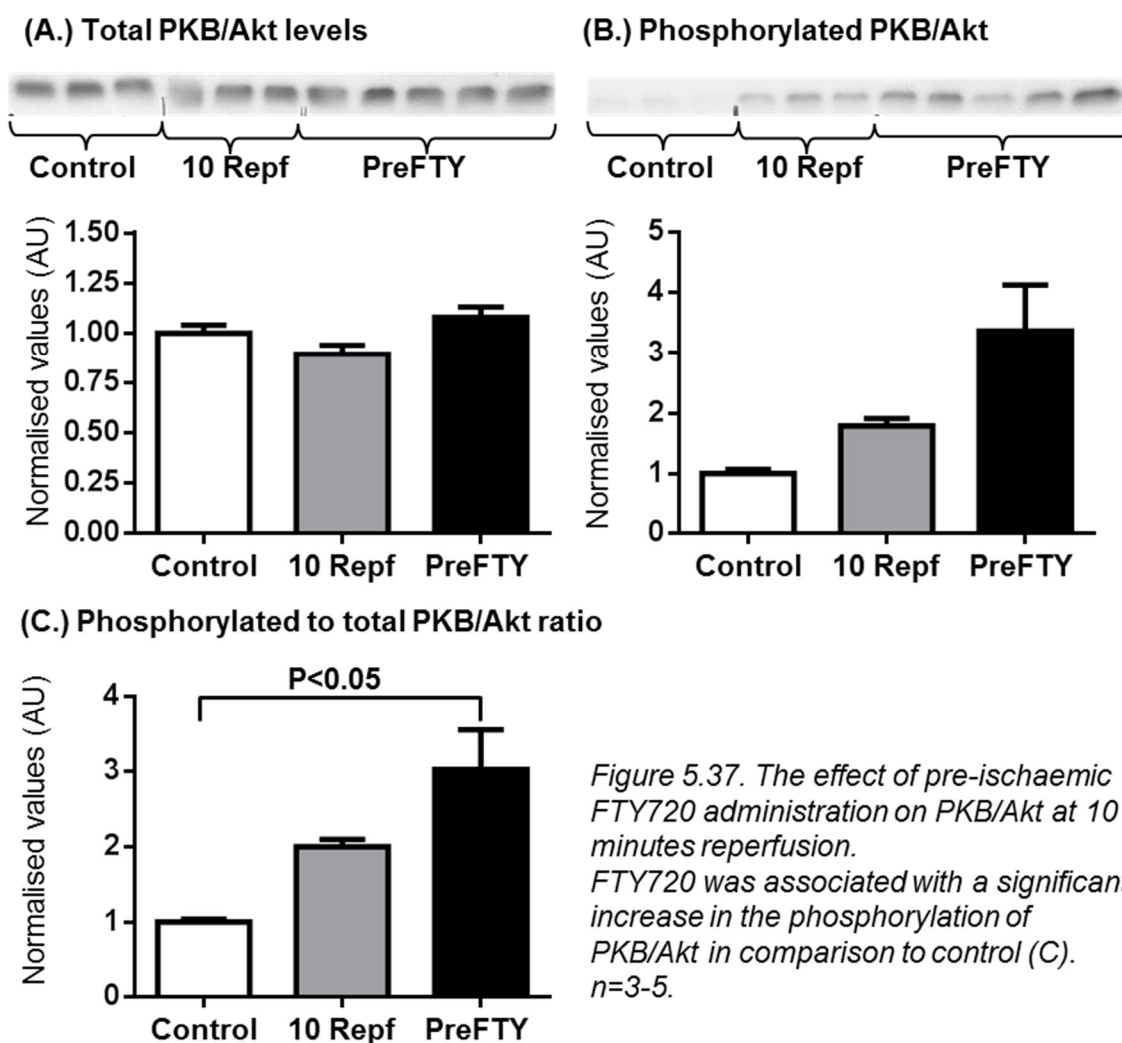 (A.) Total PKB/Akt levels
Control 10 Repf PreFTY
Normalised values (AU)
1.50
1.25
1.00
0.75
0.50
0.25
0.00
Control 10 Repf PreFTY
(B.) Phosphorylated PKB/Akt
Control 10 Repf PreFTY
Normalised values (AU)
5
4
3
2
1
0
Control 10 Repf PreFTY
(C.) Phosphorylated to total PKB/Akt ratio
P<0.05
Normalised values (AU)
4
3
2
1
0
Control 10 Repf PreFTY
Figure 5.37. The effect of pre-ischaemic
FTY720 administration on PKB/Akt at 10
minutes reperfusion.
FTY720 was associated with a significant
increase in the phosphorylation of
PKB/Akt in comparison to control (C).
n=3-5.